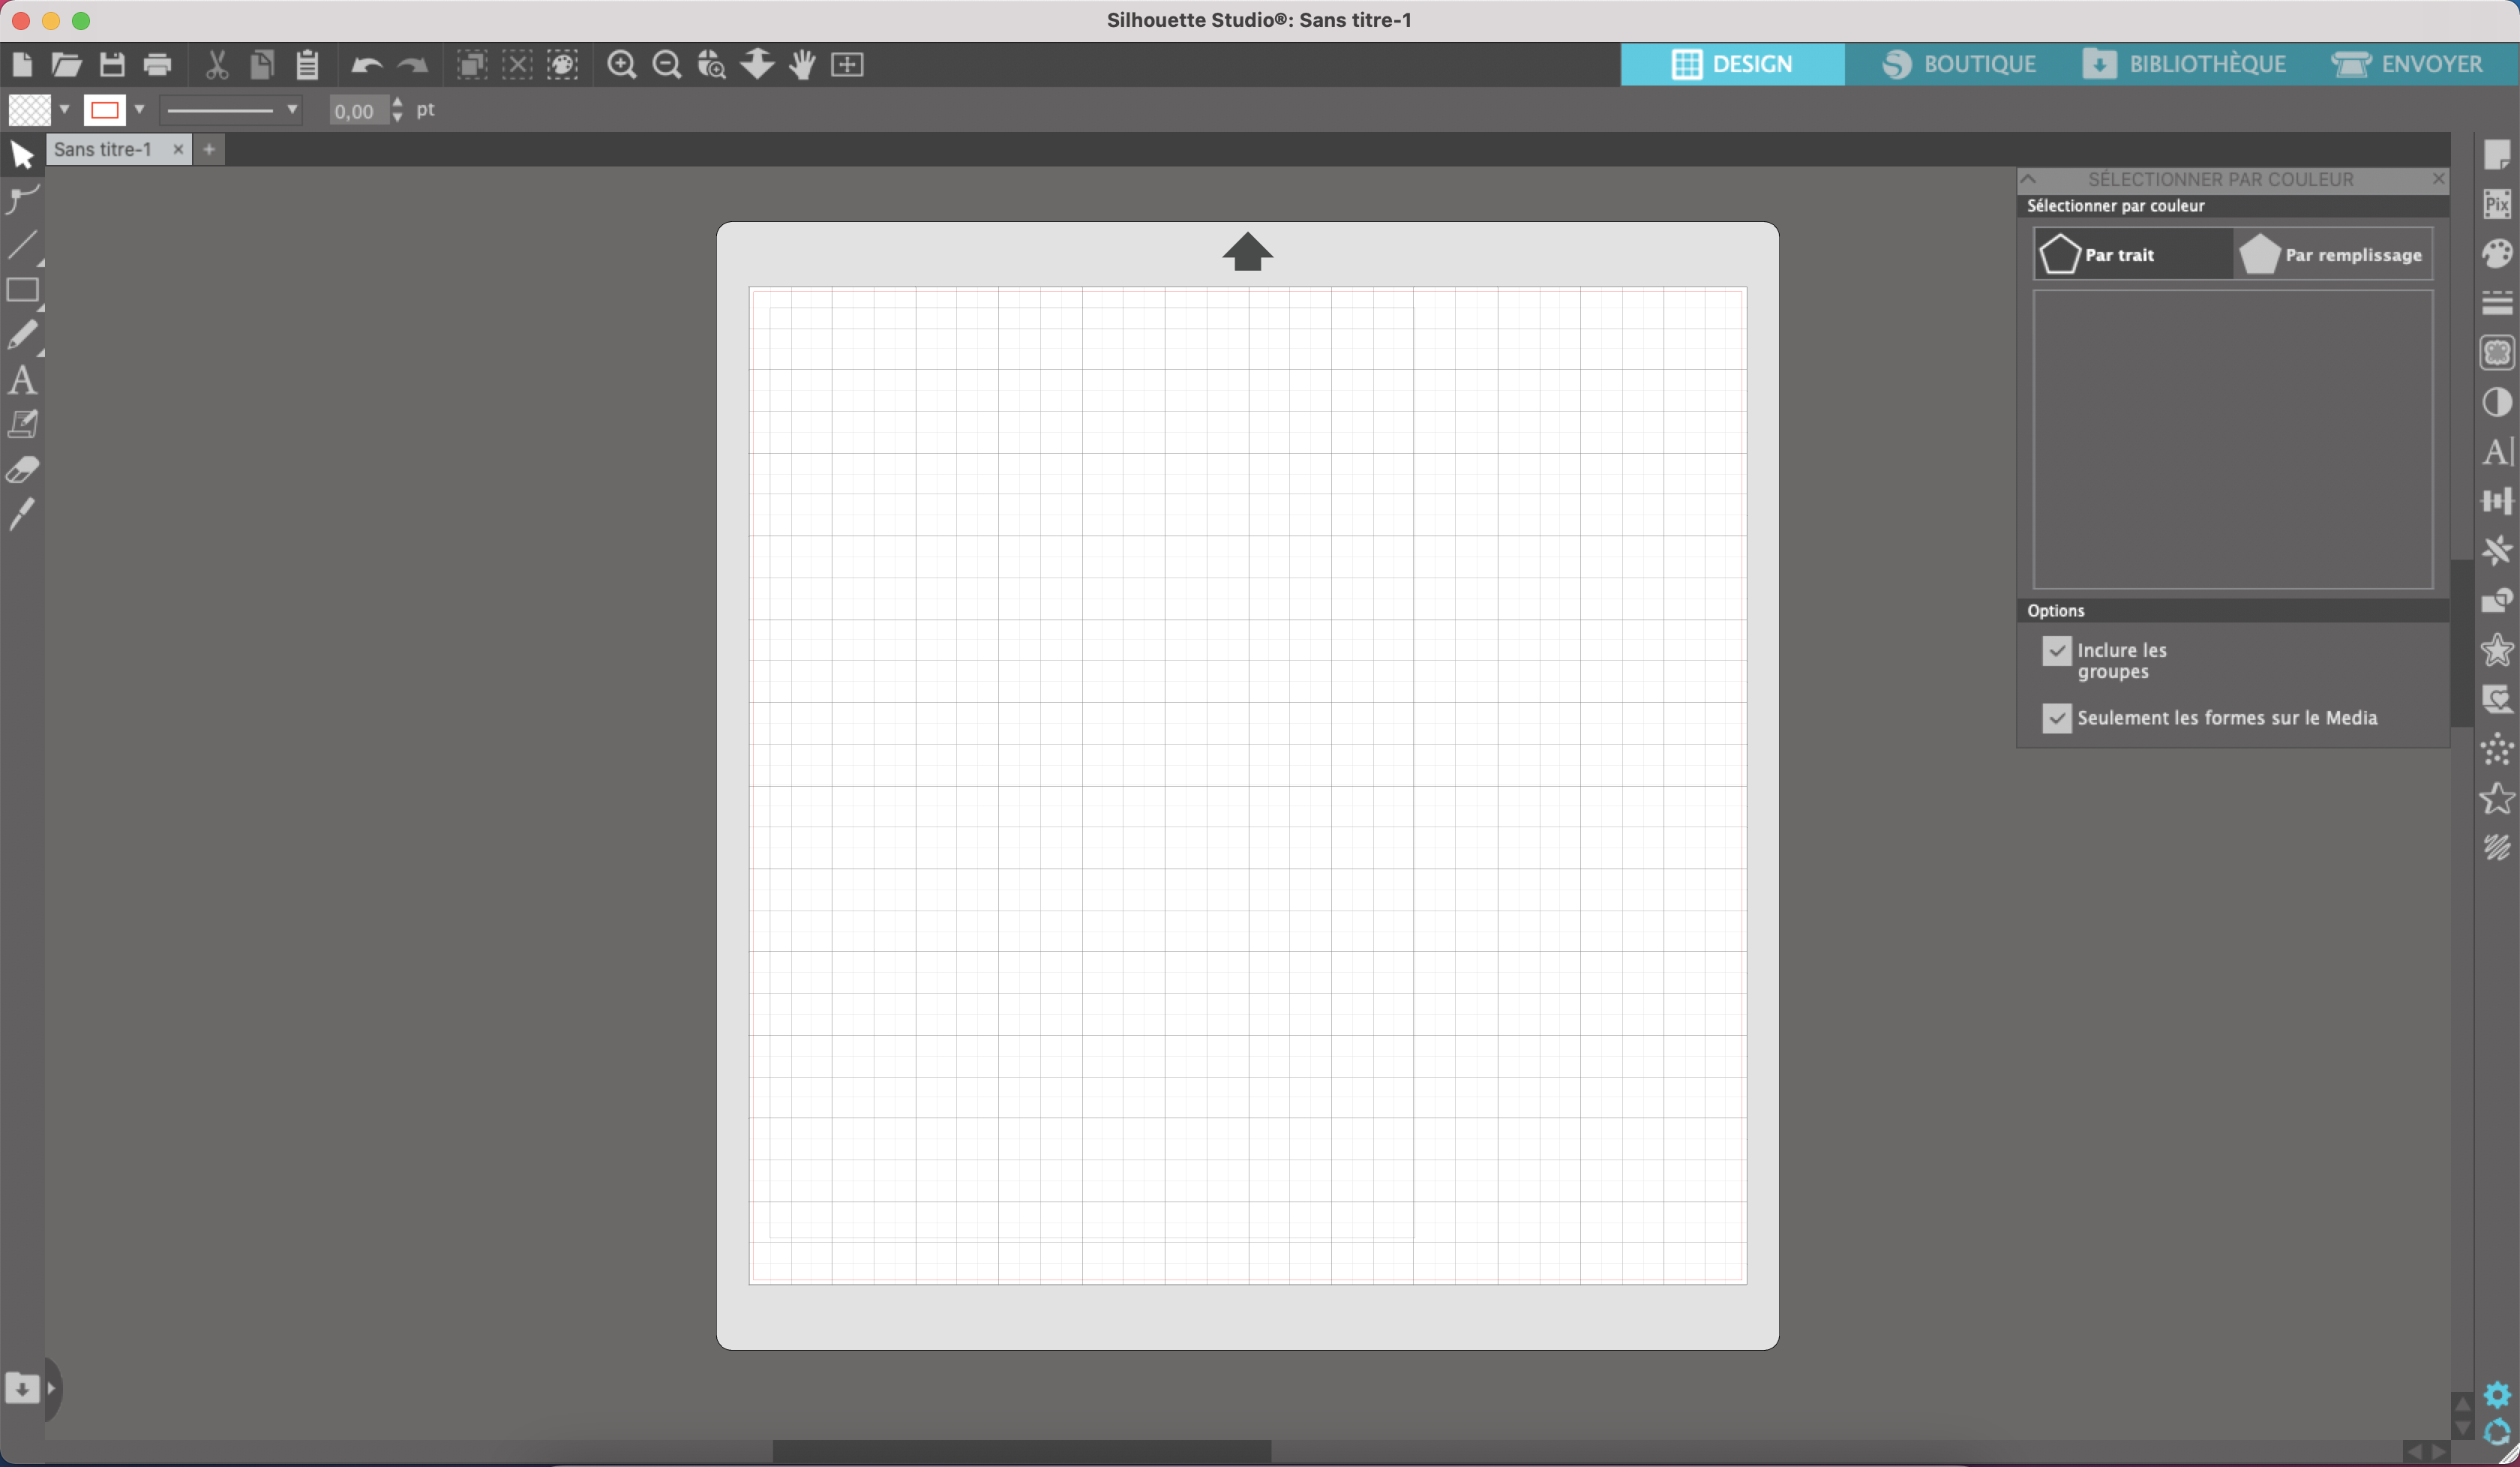 Silhouette Studio®: Sans titre-1
DESIGN
BOUTIQUE
BIBLIOTHÈQUE
ENVOYER
0,00 pt
Sans titre-1
SÉLECTIONNER PAR COULEUR
Sélectionner par couleur
Par trait
Par remplissage
Options
Inclure les
groupes
Seulement les formes sur le Media
Pix